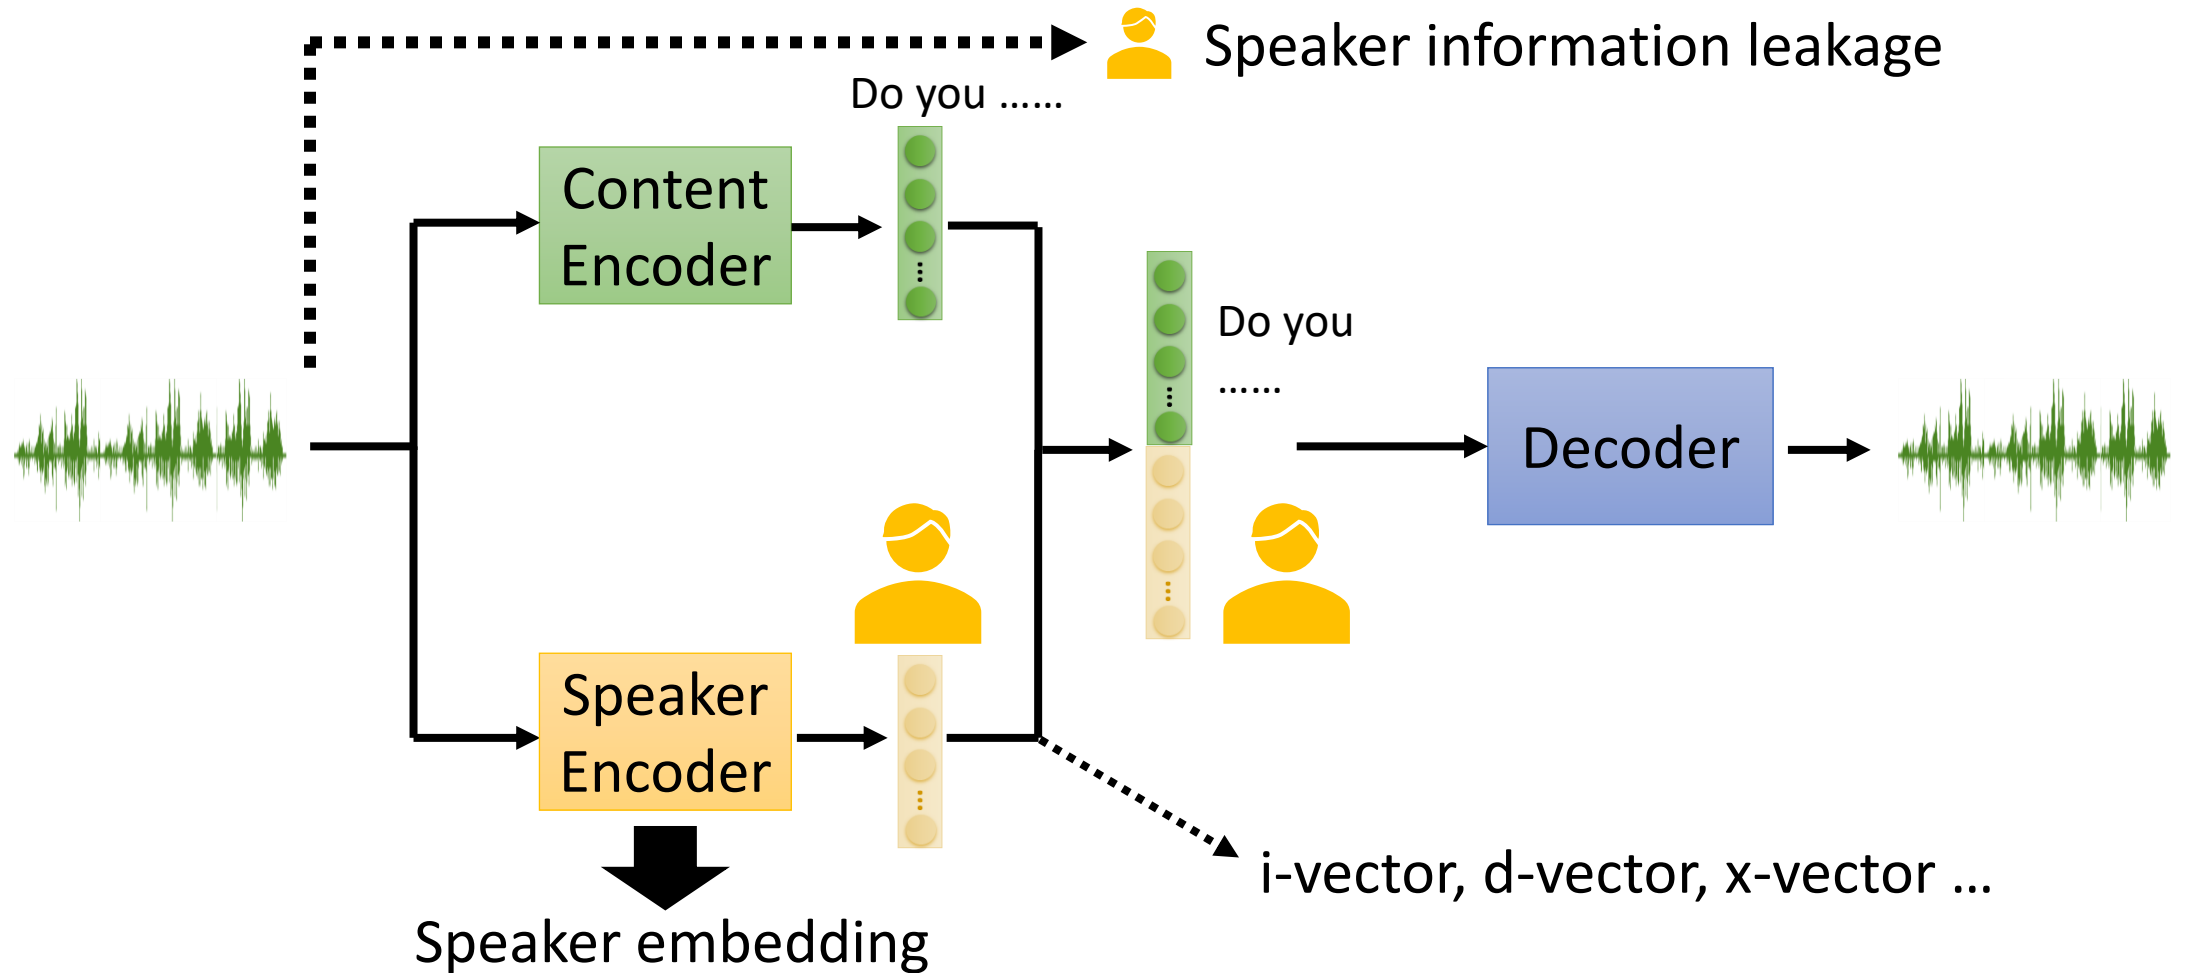 Speaker information leakage
Do you ……
Content
Encoder
Do you
……
Decoder
Speaker
Encoder
i-vector, d-vector, x-vector …
Speaker embedding